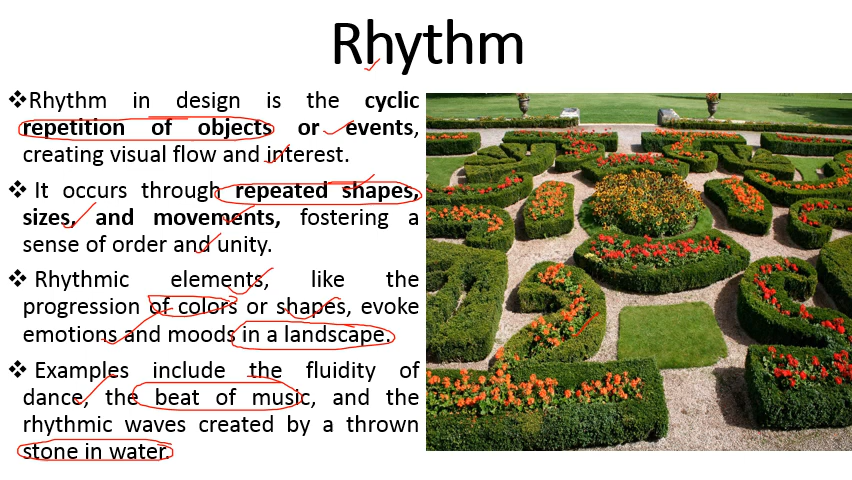 Rhythm
❖Rhythm in design is the cyclic
repetition of objects or events,
creating visual flow and interest.
❖ It occurs through repeated shapes,
sizes, and movements, fostering a
sense of order and unity.
❖ Rhythmic elements, like the
progression of colors or shapes, evoke
emotions and moods in a landscape.
❖ Examples include the fluidity of
dance, the beat of music, and the
rhythmic waves created by a thrown
stone in water.